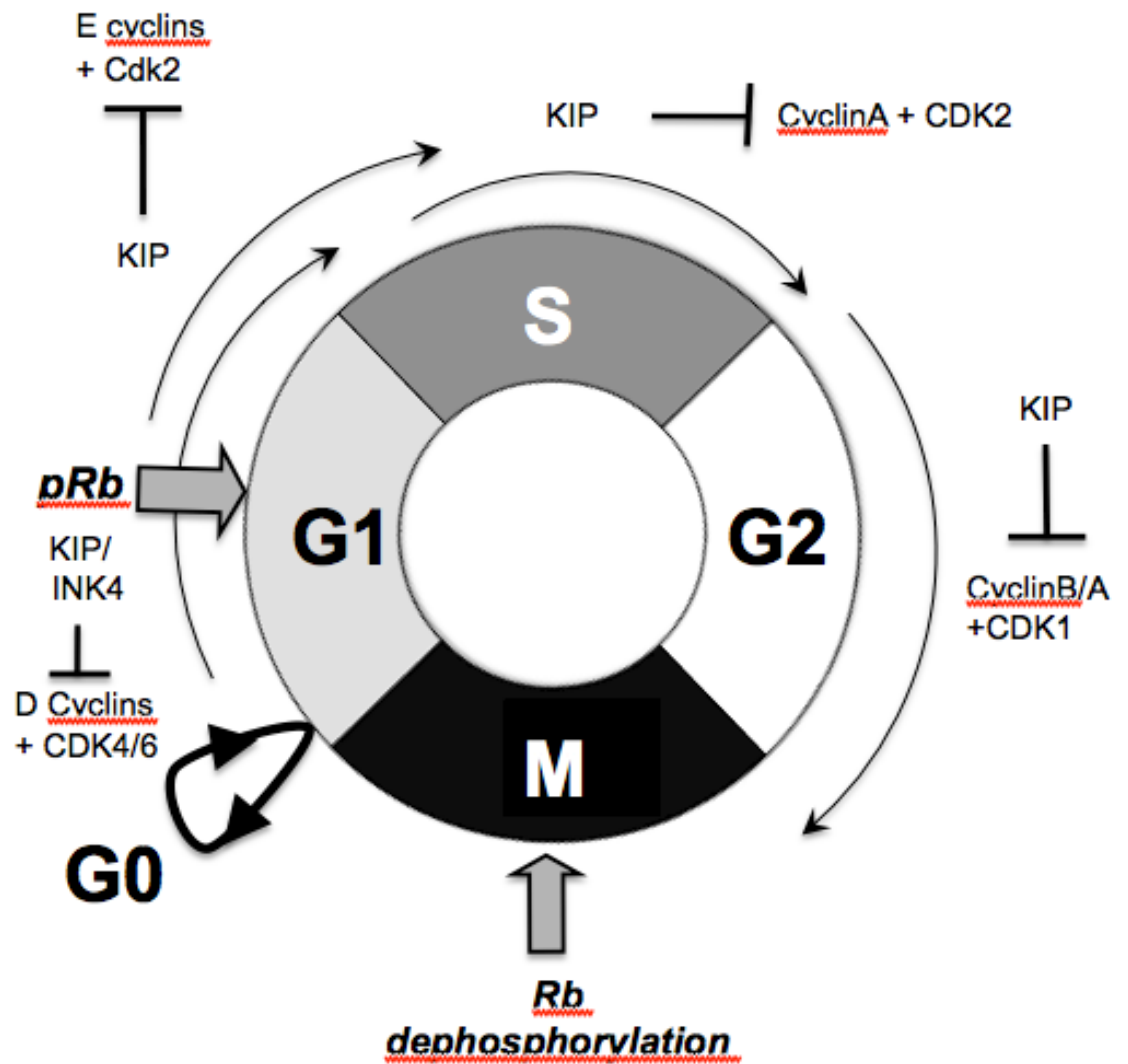 E cyclins
+ Cdk2
KIP
CyclinA + CDK2
KIP
S
KIP
pRb
G1
G2
KIP/
INK4
CyclinB/A
+CDK1
D Cyclins
+ CDK4/6
M
G0
Rb
dephosphorylation